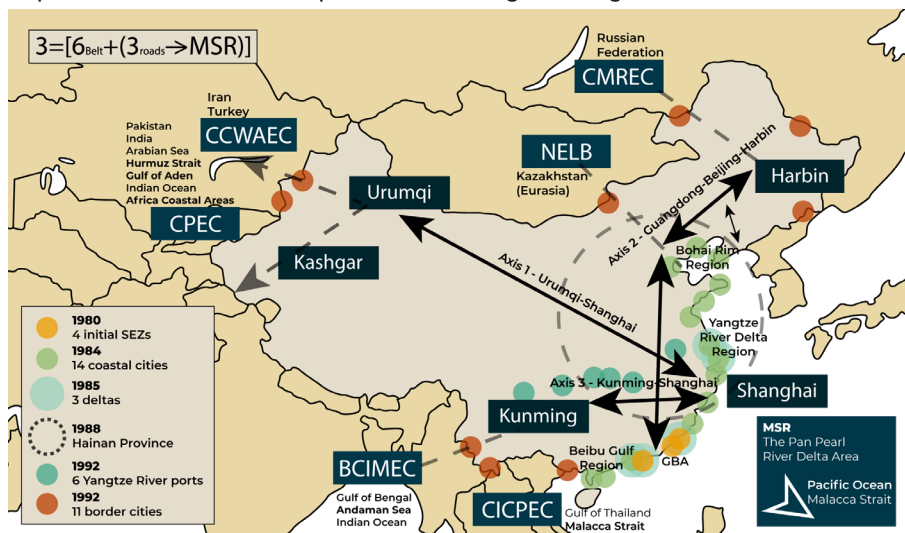 3=[6Belt+(3roads→MSR)]
Russian
Federation
CMREC
Iran
Turkey
CCWAEC
Pakistan
India
Arabian Sea
Hurmuz Strait
Gulf of Aden
Indian Ocean
Africa Coastal Areas
CPEC
NELB
Kazakhstan
(Eurasia)
Urumqi
Harbin
Kashgar
Axis 2 - Guangdong-Beijing-Harbin
Bohai Rim
Region
Axis 1 - Urumqi-Shanghai
Yangtze
River Delta
Region
Axis 3 - Kunming-Shanghai
Shanghai
Kunming
1980
4 initial SEZs
1984
14 coastal cities
1985
3 deltas
1988
Hainan Province
1992
6 Yangtze River ports
1992
11 border cities
BCIMEC
Gulf of Bengal
Andaman Sea
Indian Ocean
Beibu Gulf
Region
GBA
CICPEC
Gulf of Thailand
Malacca Strait
MSR
The Pan Pearl
River Delta Area
Pacific Ocean
Malacca Strait